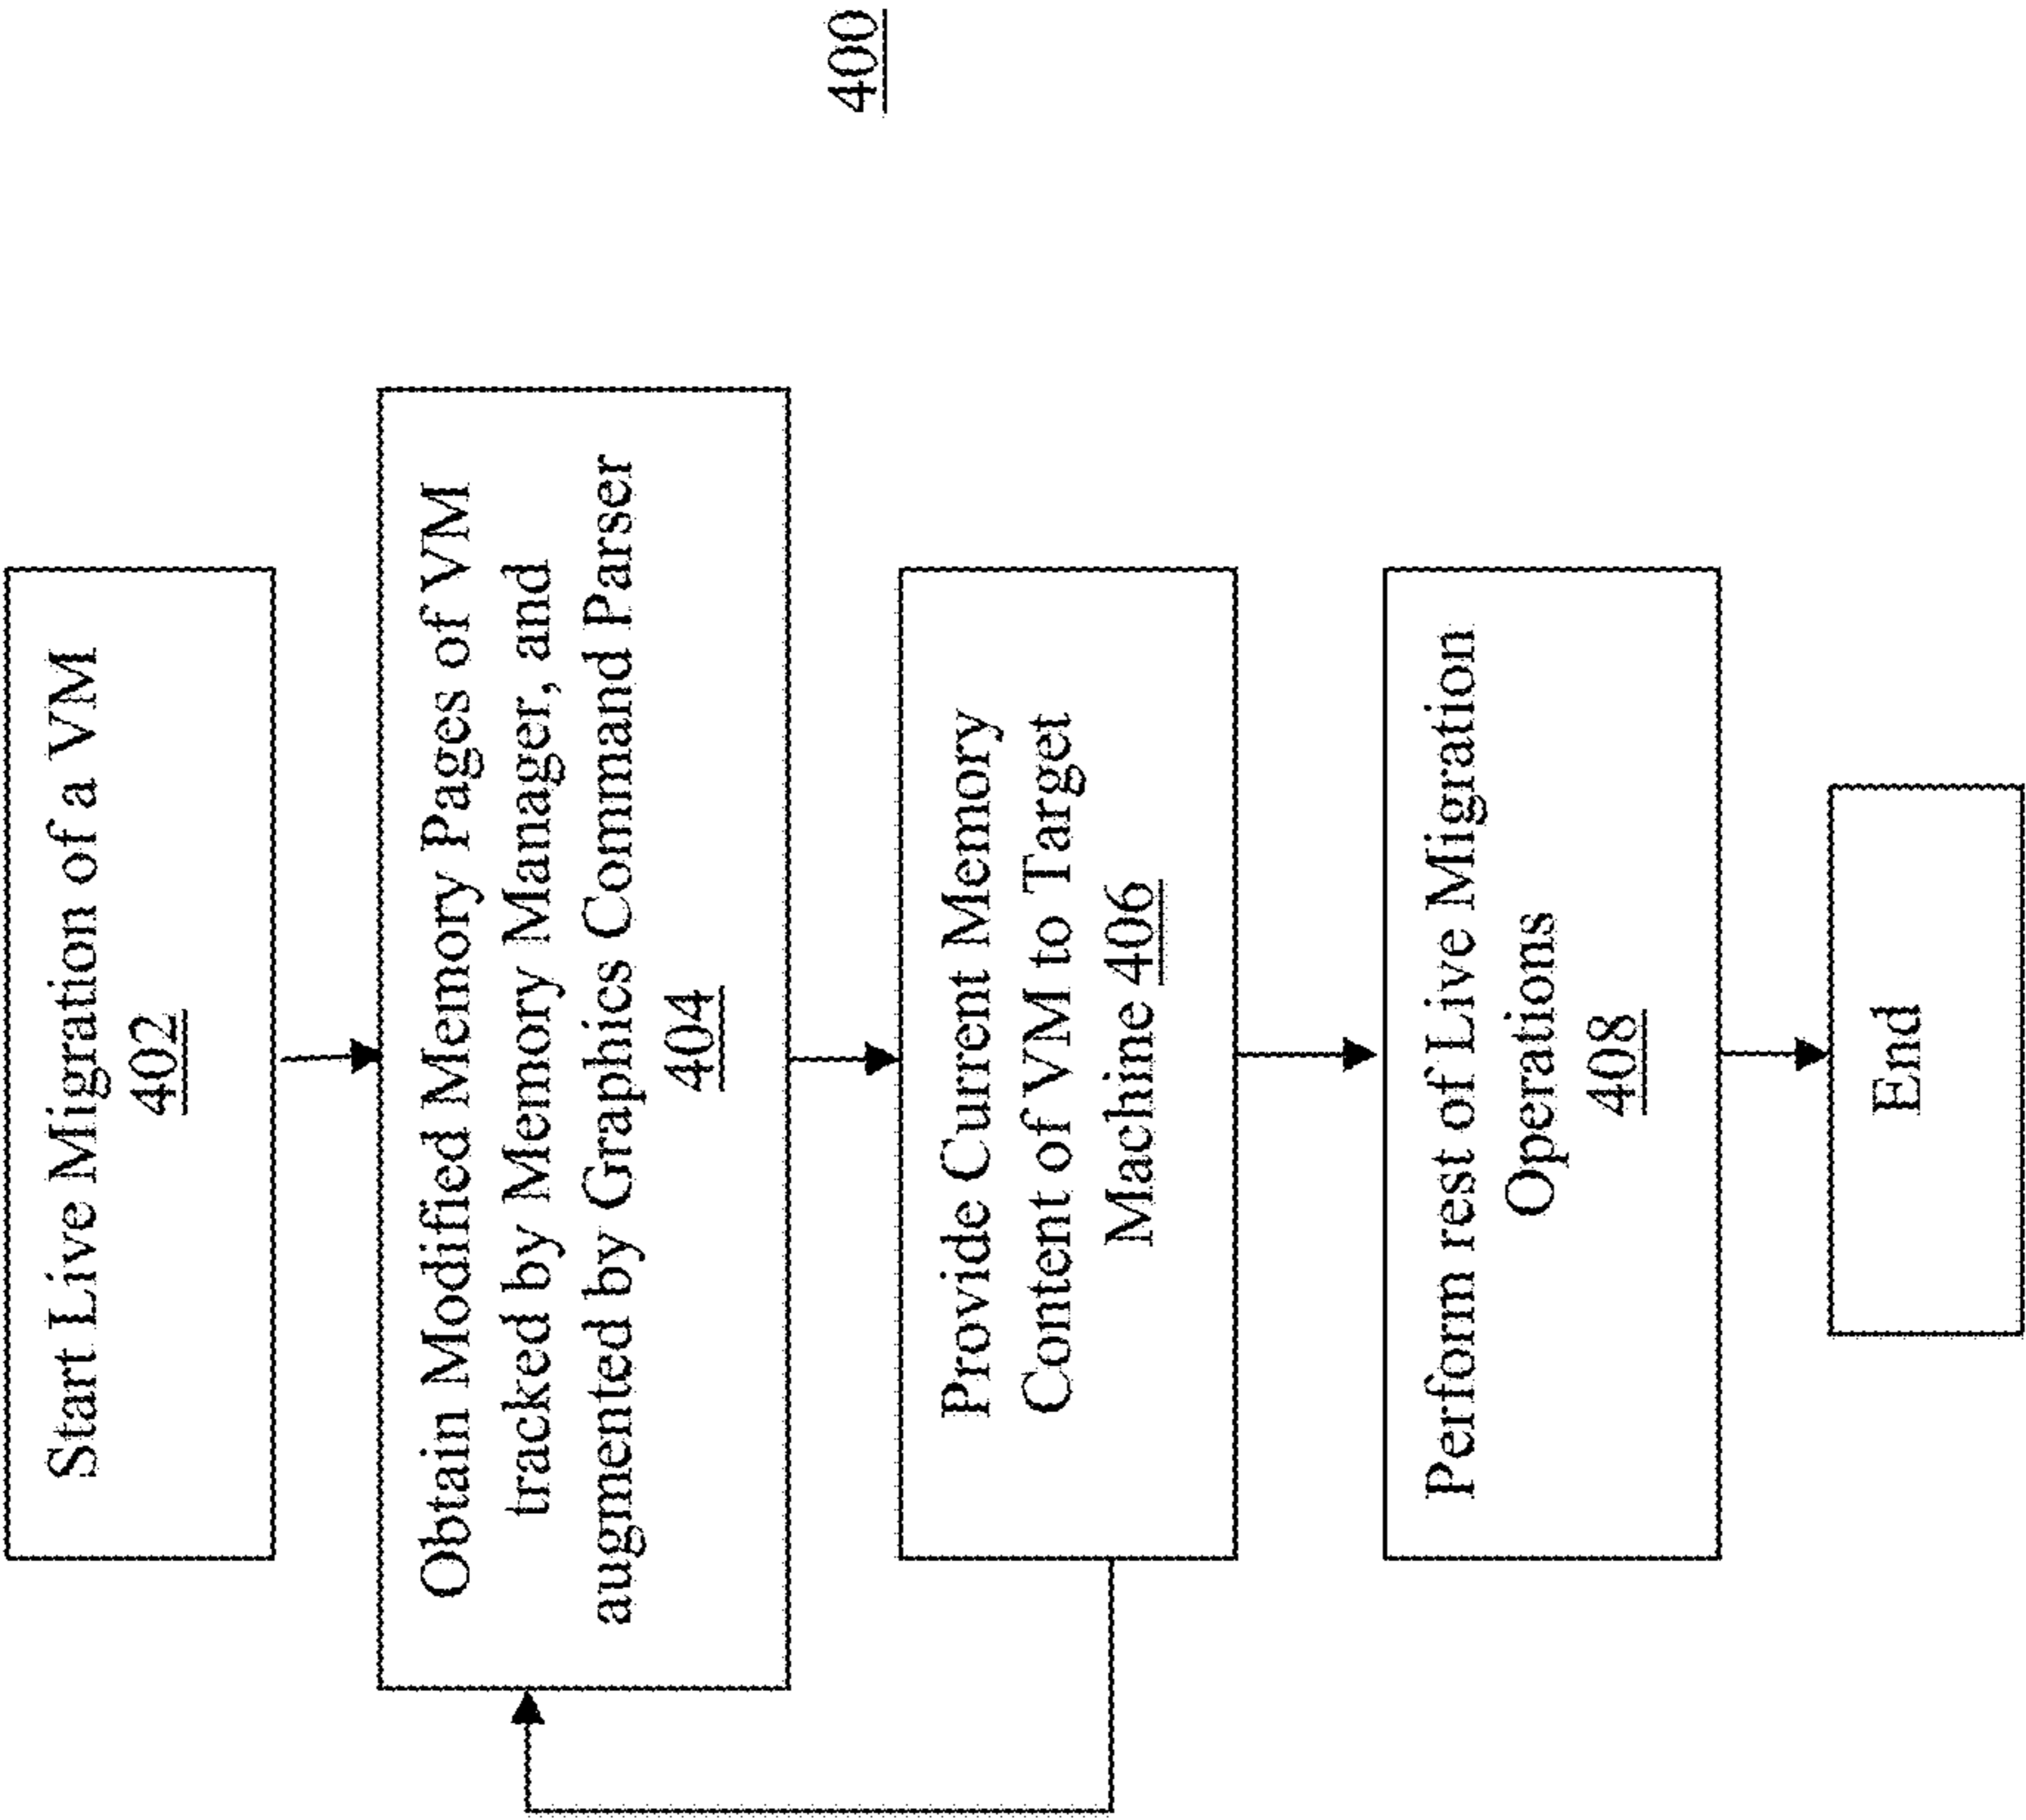 Start Live Migration of a VM
402
Obtain Modified Memory Pages of VM
tracked by Memory Manager, and
augmented by Graphics Command Parser
404
Provide Current Memory
Content of VM to Target
Machine 406
Perform rest of Live Migration
Operations
408
End
400